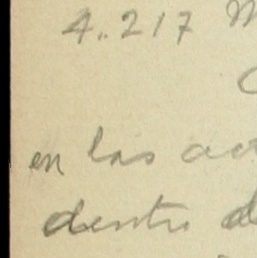 4.217 M
en las
dentro d